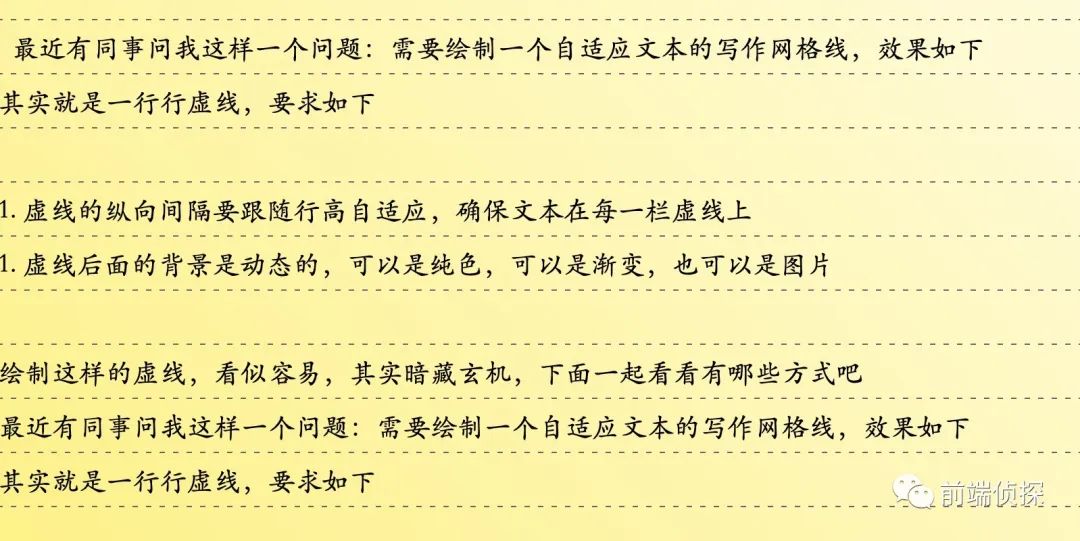 最近有同事问我这样一个问题：需要绘制一个自适应文本的写作网格线，效果如下
其实就是一行行虚线，要求如下
1. 虚线的纵向间隔要跟随行高自适应，确保文本在每一栏虚线上
1. 虚线后面的背景是动态的，可以是纯色，可以是渐变，也可以是图片
绘制这样的虚线，看似容易，其实暗藏玄机，下面一起看看有哪些方式吧
最近有同事问我这样一个问题：需要绘制一个自适应文本的写作网格线，效果如下
其实就是一行行虚线，要求如下
前端侦探